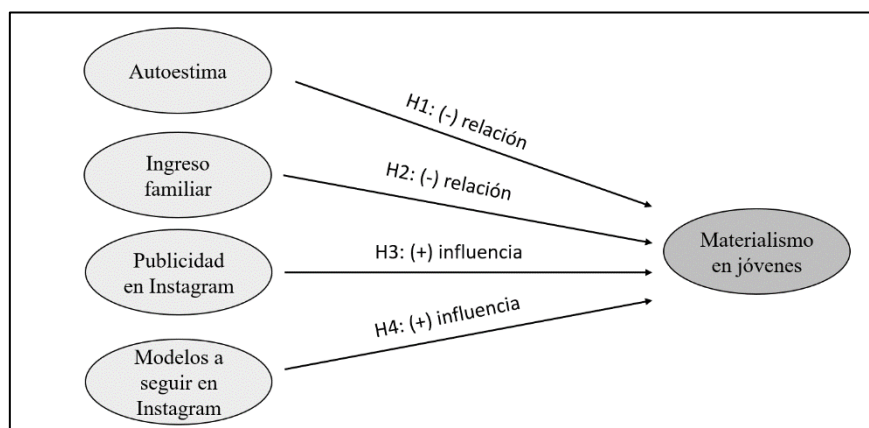 Autoestima
H1: (-) relación
Ingreso
familiar
H2: (-) relación
Publicidad
en Instagram
H3: (+) influencia
Modelos a
seguir en
Instagram
H4: (+) influencia
Materialismo
en jóvenes